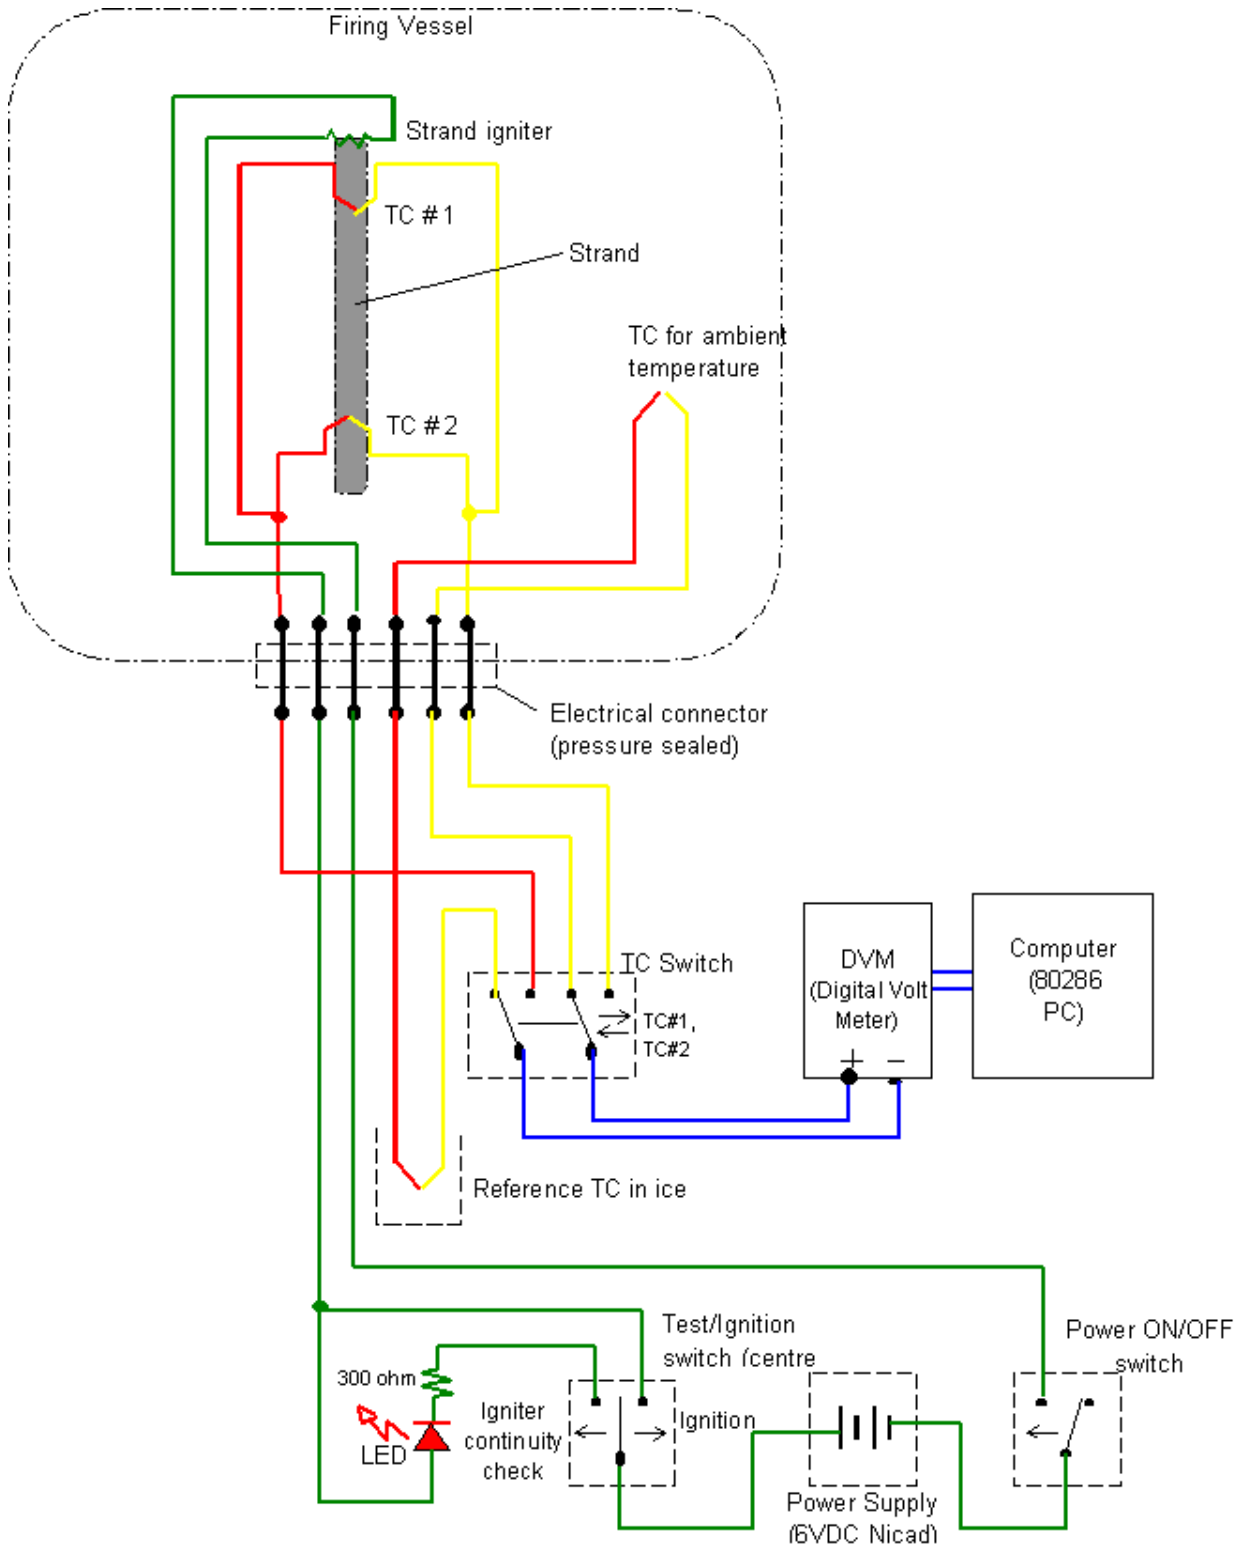 Firing Vessel
Strand igniter
TC #1
Strand
TC for ambient
temperature
TC #2
Electrical connector
(pressure sealed)
TC Switch
TC#1,
TC#2
DVM
(Digital Volt
Meter)
+ −
Computer
(80286
PC)
Reference TC in ice
Test/Ignition
switch (centre
Power ON/OFF
switch
300 ohm
LED
Igniter
continuity
check
Ignition
Power Supply
(6VDC Nicad)